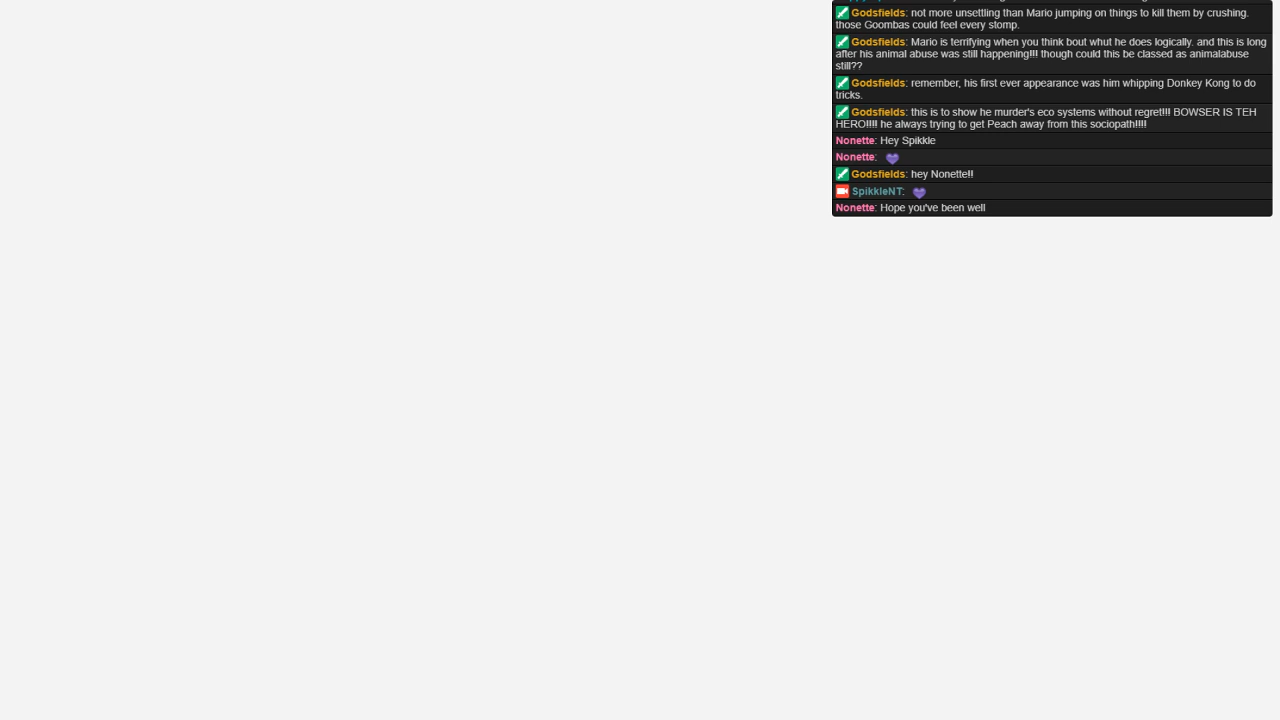 Godsfields: not more unsettling than Mario jumping on things to kill them by crushing.
those Goombas could feel every stomp.
Godsfields: Mario is terrifying when you think bout whut he does logically. and this is long
after his animal abuse was still happening!!! though could this be classed as animalabuse
still??
Godsfields: remember, his first ever appearance was him whipping Donkey Kong to do
tricks.
Godsfields: this is to show he murder's eco systems without regret!!! BOWSER IS TEH
HERO!!!! he always trying to get Peach away from this sociopath!!!!
Nonette: Hey Spikkle
Nonette:
Godsfields: hey Nonette!!
SpikkleNT:
Nonette: Hope you've been well